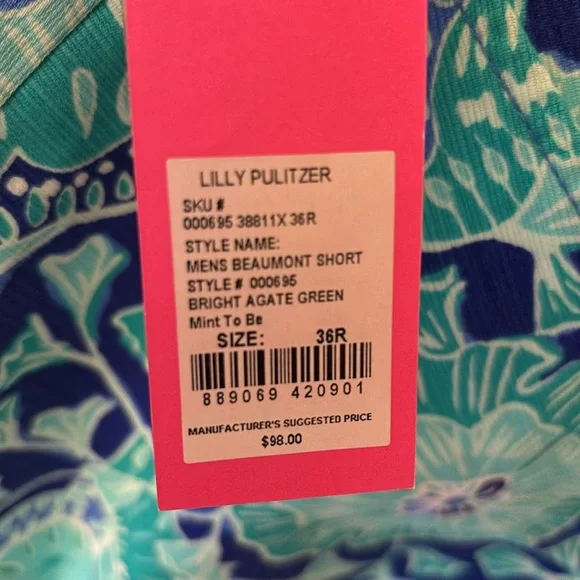 LILLY PULITZER
SKU #
000695 38811X 36R
STYLE NAME:
MENS BEAUMONT SHORT
STYLE # 000695
BRIGHT AGATE GREEN
Mint To Be
SIZE: 36R
889069 420901
MANUFACTURER'S SUGGESTED PRICE
$98.00